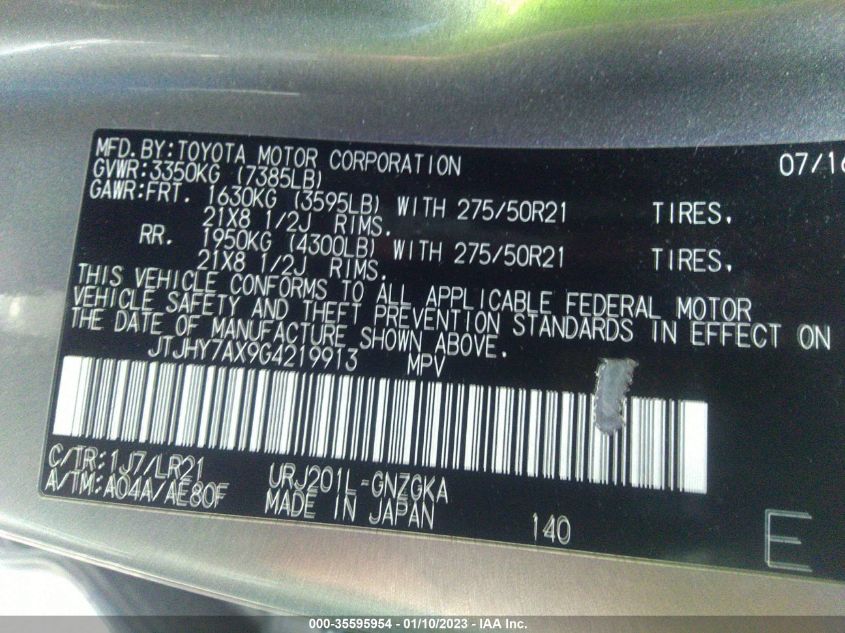 MFD.BY:TOYOTA MOTOR CORPORATION 07/16
GVWR:3350KG (7385LB)
GAWR:FRT. 1630KG (3595LB) WITH 275/50R21 TIRES,
21X8 1/2J RIMS.
RR. 1950KG (4300LB) WITH 275/50R21 TIRES,
21X8 1/2J RIMS.
THIS VEHICLE CONFORMS TO ALL APPLICABLE FEDERAL MOTOR
VEHICLE SAFETY AND THEFT PREVENTION STANDARDS IN EFFECT ON
THE DATE OF MANUFACTURE SHOWN ABOVE.
JTJHY7AX9G4219913 MPV
C/TR:1J7/LR21 URJ201L-GNZGKA
A/TM:A04A/AE80F MADE IN JAPAN 140 E
000-35595954 — 01/10/2023 — IAA Inc.